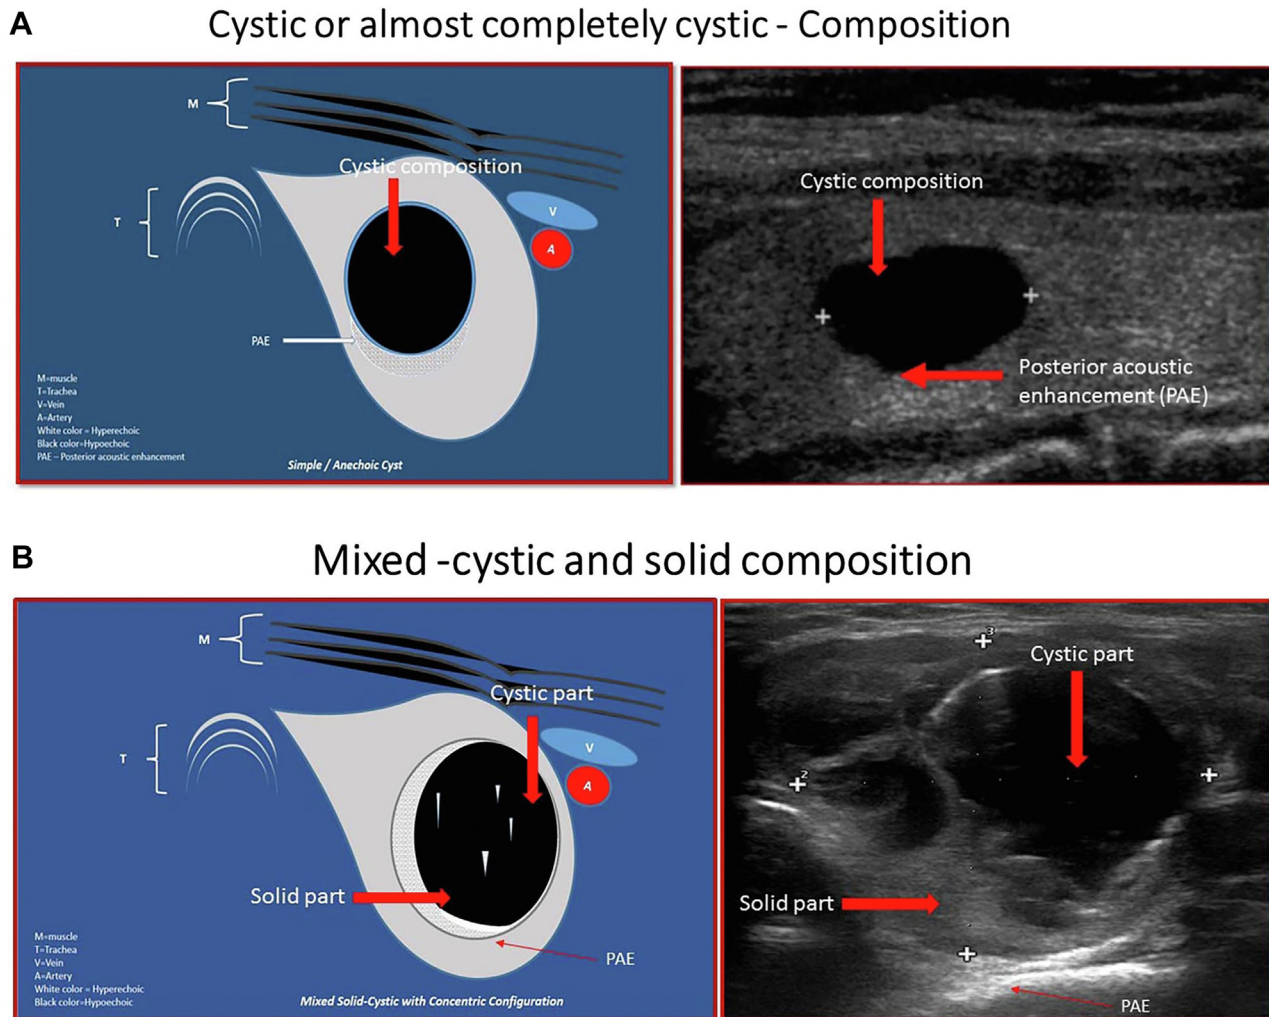 A
Cystic or almost completely cystic - Composition
M
Cystic composition
T
V
A
PAE
M=muscle
T=Trachea
V=Vein
A=Artery
White color = Hyperechoic
Black color=Hypoechoic
PAE – Posterior acoustic enhancement
Simple / Anechoic Cyst
Cystic composition
Posterior acoustic
enhancement (PAE)
B
Mixed -cystic and solid composition
M
Cystic part
T
V
A
Solid part
PAE
M=muscle
T=Trachea
V=Vein
A=Artery
White color = Hyperechoic
Black color=Hypoechoic
Mixed Solid-Cystic with Concentric Configuration
3
Cystic part
2
Solid part
PAE